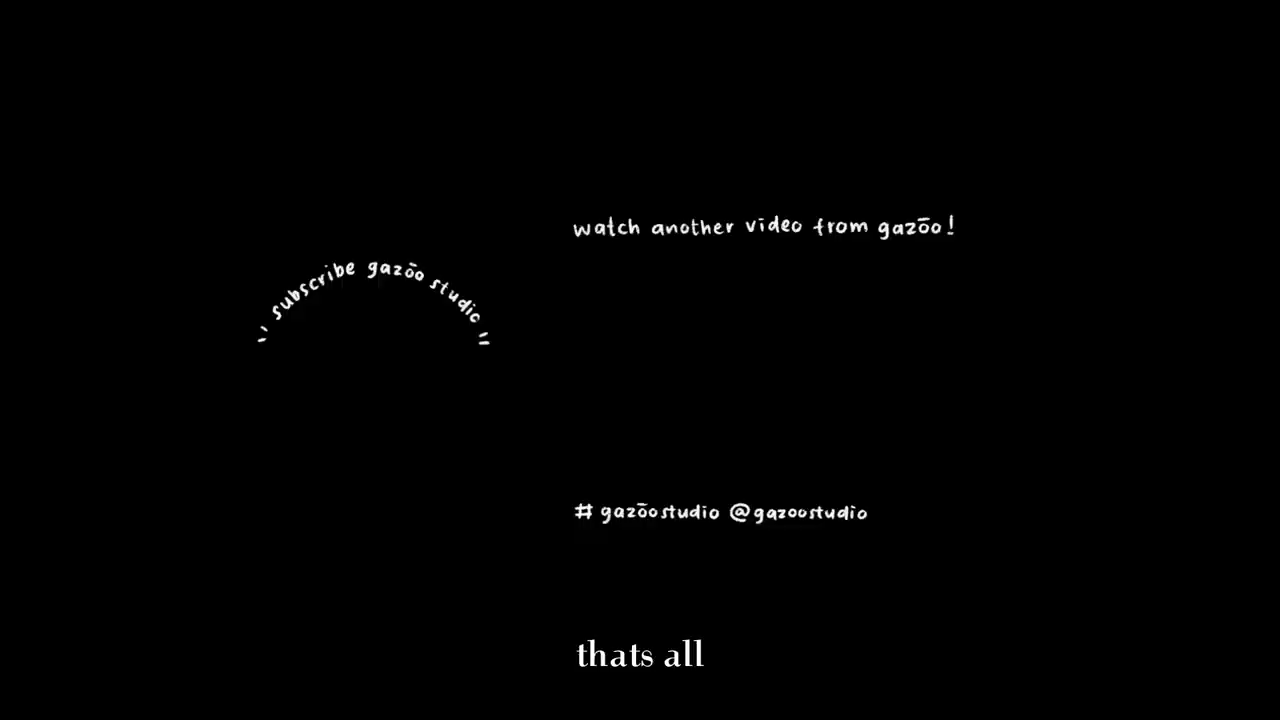 watch another video from gazōo!
subscribe gazōo studio
# gazōostudio @gazoostudio
thats all